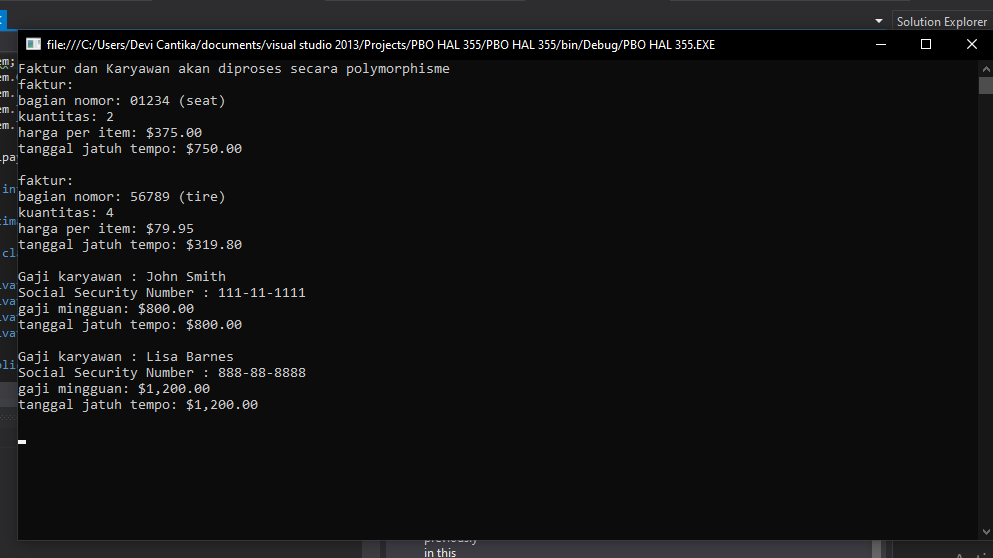 Solution Explorer
file:///C:/Users/Devi Cantika/documents/visual studio 2013/Projects/PBO HAL 355/PBO HAL 355/bin/Debug/PBO HAL 355.EXE
Faktur dan Karyawan akan diproses secara polymorphisme
faktur:
bagian nomor: 01234 (seat)
kuantitas: 2
harga per item: $375.00
tanggal jatuh tempo: $750.00
faktur:
bagian nomor: 56789 (tire)
kuantitas: 4
harga per item: $79.95
tanggal jatuh tempo: $319.80
Gaji karyawan : John Smith
Social Security Number : 111-11-1111
gaji mingguan: $800.00
tanggal jatuh tempo: $800.00
Gaji karyawan : Lisa Barnes
Social Security Number : 888-88-8888
gaji mingguan: $1,200.00
tanggal jatuh tempo: $1,200.00
in this